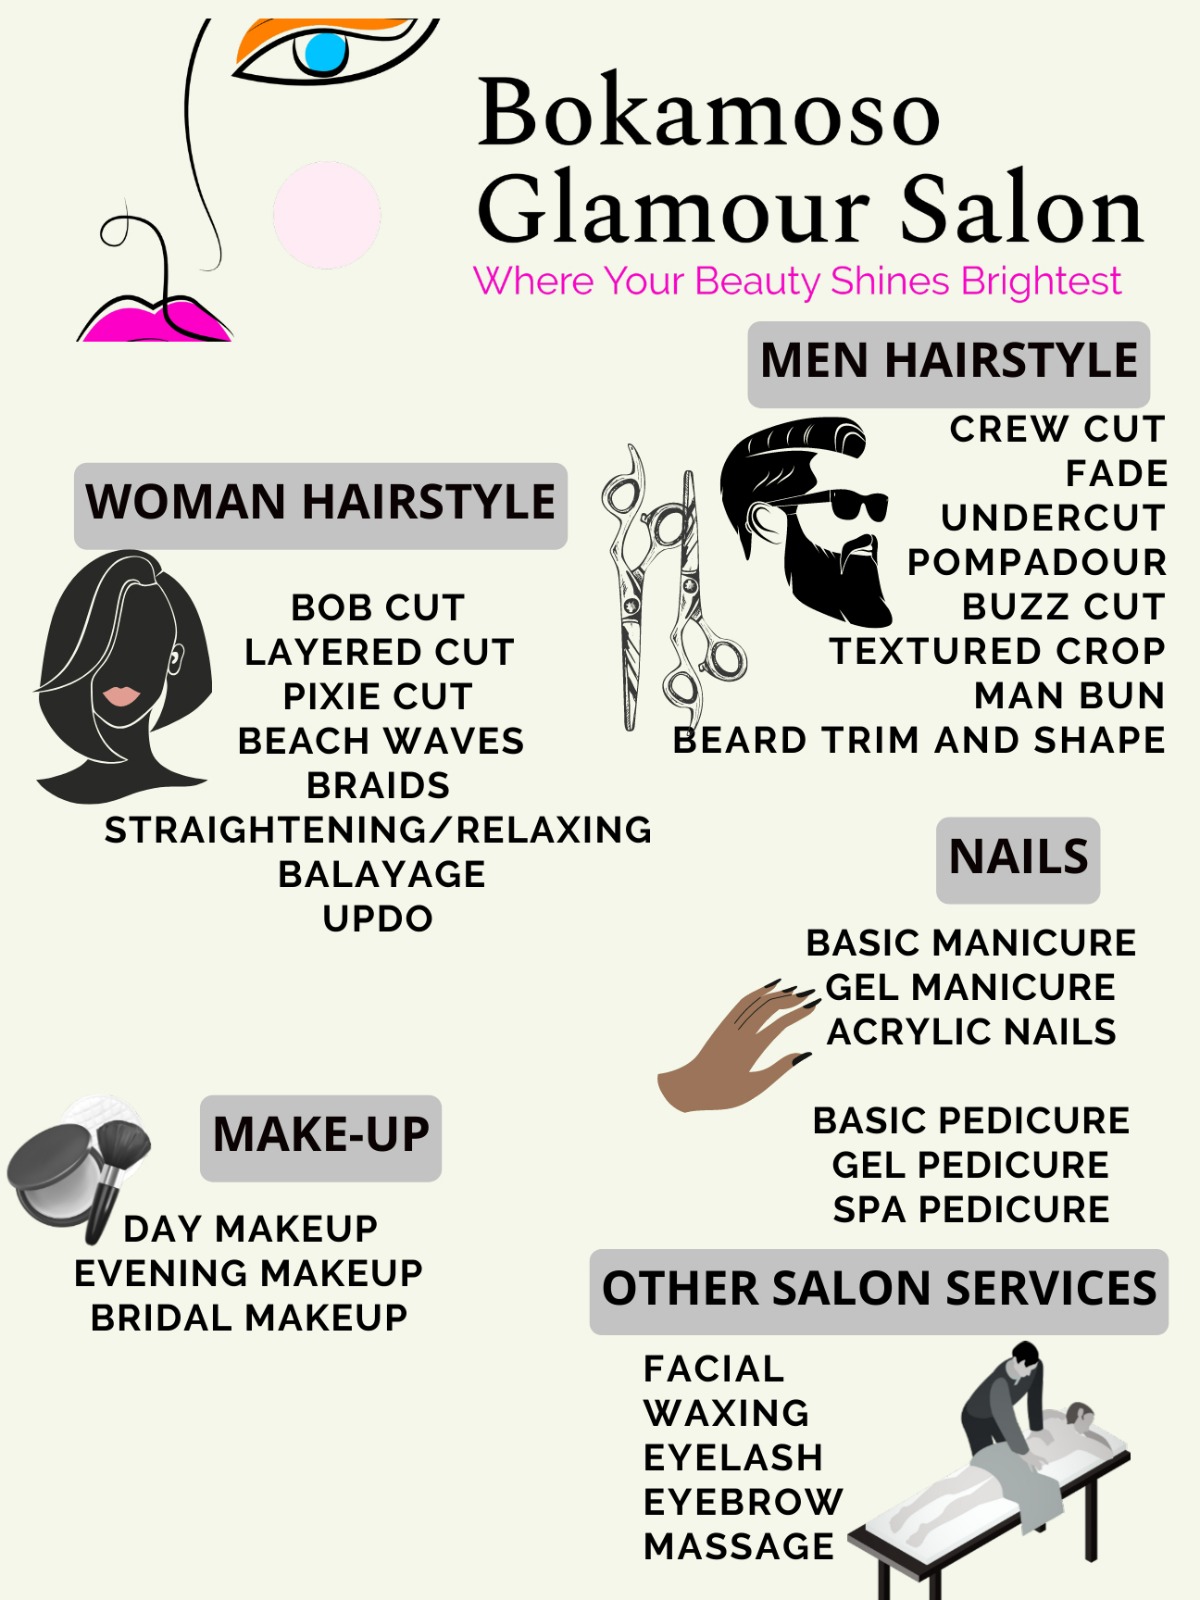 Bokamoso
Glamour Salon
Where Your Beauty Shines Brightest
MEN HAIRSTYLE
CREW CUT
FADE
UNDERCUT
POMPADOUR
BUZZ CUT
TEXTURED CROP
MAN BUN
BEARD TRIM AND SHAPE
WOMAN HAIRSTYLE
BOB CUT
LAYERED CUT
PIXIE CUT
BEACH WAVES
BRAIDS
STRAIGHTENING/RELAXING
BALAYAGE
UPDO
NAILS
BASIC MANICURE
GEL MANICURE
ACRYLIC NAILS
BASIC PEDICURE
GEL PEDICURE
SPA PEDICURE
MAKE-UP
DAY MAKEUP
EVENING MAKEUP
BRIDAL MAKEUP
OTHER SALON SERVICES
FACIAL
WAXING
EYELASH
EYEBROW
MASSAGE